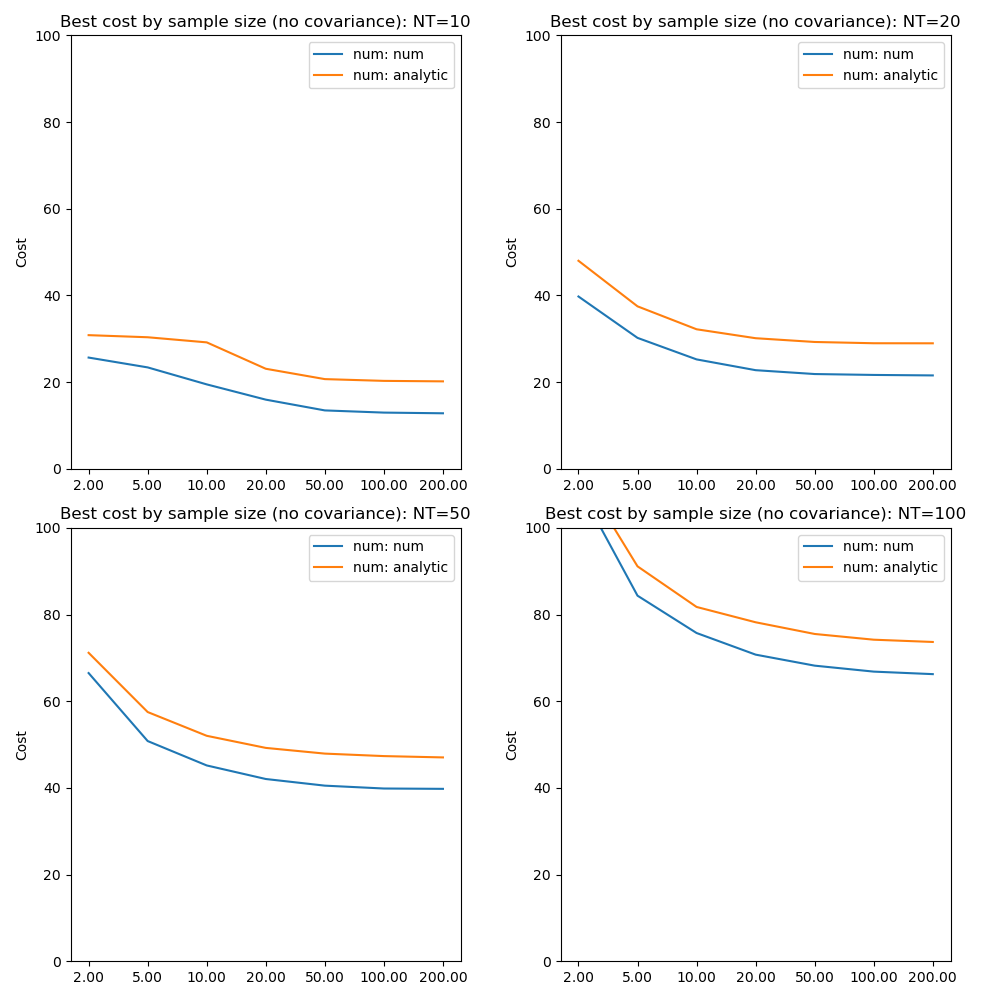 Best cost by sample size (no covariance): NT=10
100
80
60
40
20
0
Cost
num: num
num: analytic
2.00 5.00 10.00 20.00 50.00 100.00 200.00
Best cost by sample size (no covariance): NT=20
100
80
60
40
20
0
Cost
num: num
num: analytic
2.00 5.00 10.00 20.00 50.00 100.00 200.00
Best cost by sample size (no covariance): NT=50
100
80
60
40
20
0
Cost
num: num
num: analytic
2.00 5.00 10.00 20.00 50.00 100.00 200.00
Best cost by sample size (no covariance): NT=100
100
80
60
40
20
0
Cost
num: num
num: analytic
2.00 5.00 10.00 20.00 50.00 100.00 200.00